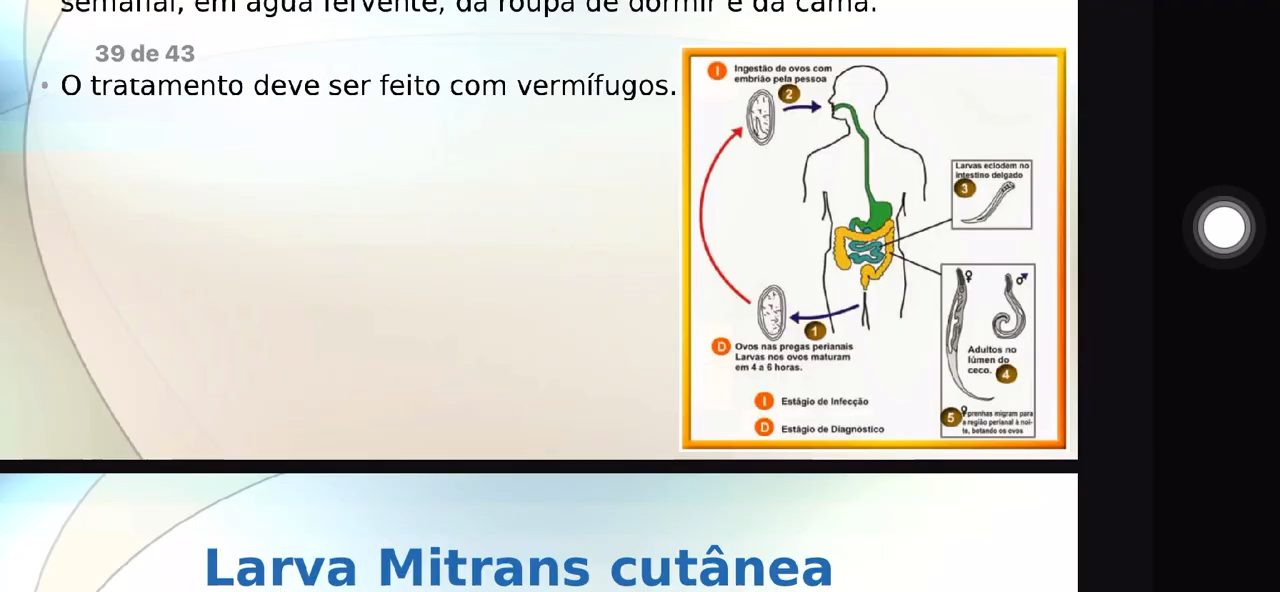 semanal, em água fervente, da roupa de dormir e da cama.
39 de 43
• O tratamento deve ser feito com vermífugos.
I Ingestão de ovos com
embrião pela pessoa
2
Larvas eclodem no
intestino delgado
3
1
D Ovos nas pregas perianais
Larvas nos ovos maturam
em 4 a 6 horas.
♀ ♂
Adultos no
lúmen do
ceco. 4
I Estágio de Infecção
D Estágio de Diagnóstico
5 ♀ prenhas migram para
a região perianal à noi-
te, botando os ovos
Larva Mitrans cutânea